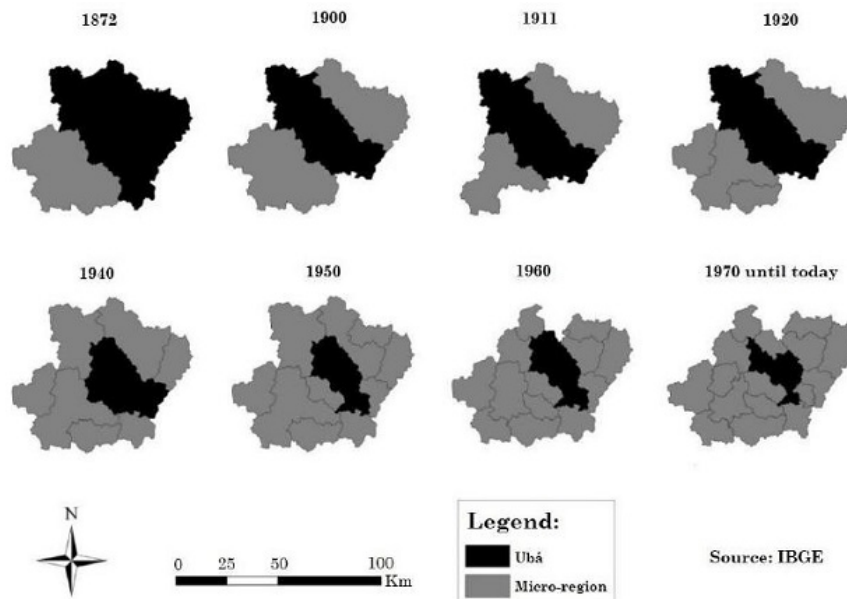 1872 1900 1911 1920
1940 1950 1960 1970 until today
N
Legend:
0 25 50 100
Km
Ubá
Micro-region
Source: IBGE